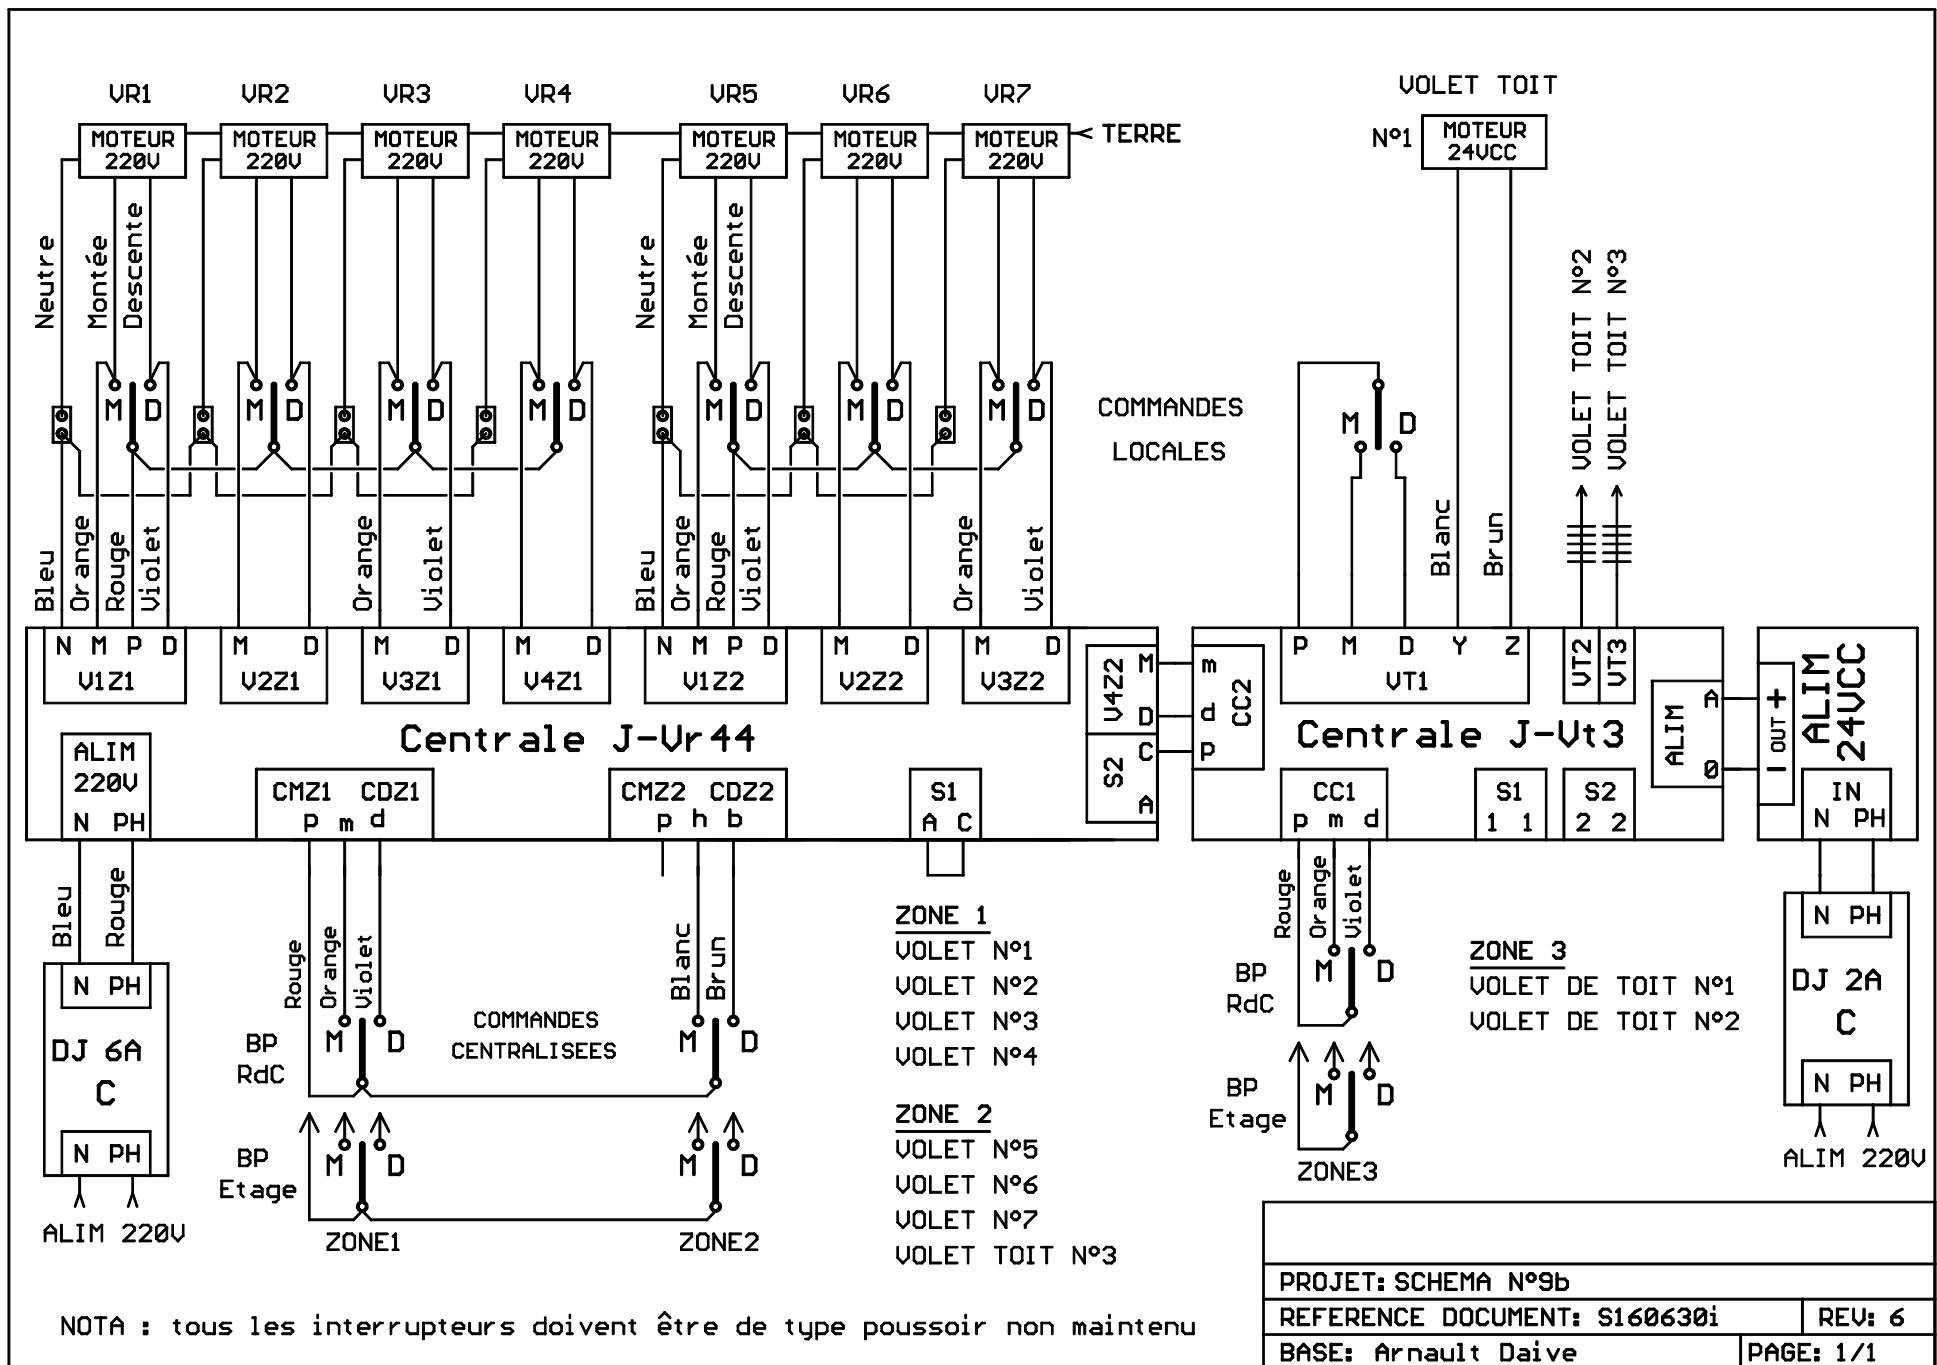 VR1 VR2 VR3 VR4 VR5 VR6 VR7
VOLET TOIT
MOTEUR 220V
MOTEUR 220V
MOTEUR 220V
MOTEUR 220V
MOTEUR 220V
MOTEUR 220V
MOTEUR 220V
< TERRE
N°1
MOTEUR 24VCC
Neutre
Montée
Descente
Neutre
Montée
Descente
VOLET TOIT N°2
VOLET TOIT N°3
M D
M D
M D
M D
M D
M D
M D
COMMANDES
LOCALES
M D
Bleu
Orange
Rouge
Violet
Orange
Violet
Bleu
Orange
Rouge
Violet
Orange
Violet
Blanc
Brun
N M P D
V1Z1
M D
V2Z1
M D
V3Z1
M D
V4Z1
N M P D
V1Z2
M D
V2Z2
M D
V3Z2
M D
V4Z2
C A
S2
m d p
CC2
P M D Y Z
VT1
VT2
VT3
ALIM
A 0
+ OUT -
ALIM
24VCC
Centrale J-Vr44
Centrale J-Vt3
ALIM
220V
N PH
CMZ1 CDZ1
p m d
CMZ2 CDZ2
p h b
S1
A C
CC1
p m d
S1
1 1
S2
2 2
IN
N PH
Bleu
Rouge
N PH
DJ 6A
C
N PH
ALIM 220V
Rouge
Orange
Violet
Blanc
Brun
BP
RdC
M D
COMMANDES
CENTRALISEES
M D
BP
Etage
M D
M D
ZONE1
ZONE2
ZONE 1
VOLET N°1
VOLET N°2
VOLET N°3
VOLET N°4
ZONE 2
VOLET N°5
VOLET N°6
VOLET N°7
VOLET TOIT N°3
Rouge
Orange
Violet
BP
RdC
M D
BP
Etage
M D
ZONE3
ZONE 3
VOLET DE TOIT N°1
VOLET DE TOIT N°2
N PH
DJ 2A
C
N PH
ALIM 220V
NOTA : tous les interrupteurs doivent être de type poussoir non maintenu
PROJET: SCHEMA N°9b
REFERENCE DOCUMENT: S160630i
REV: 6
BASE: Arnault Daive
PAGE: 1/1